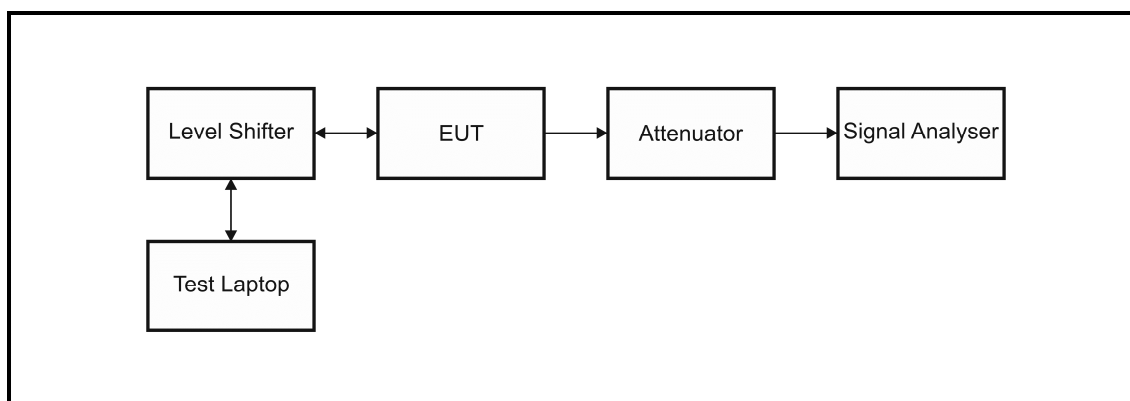 Level Shifter
EUT
Attenuator
Signal Analyser
Test Laptop